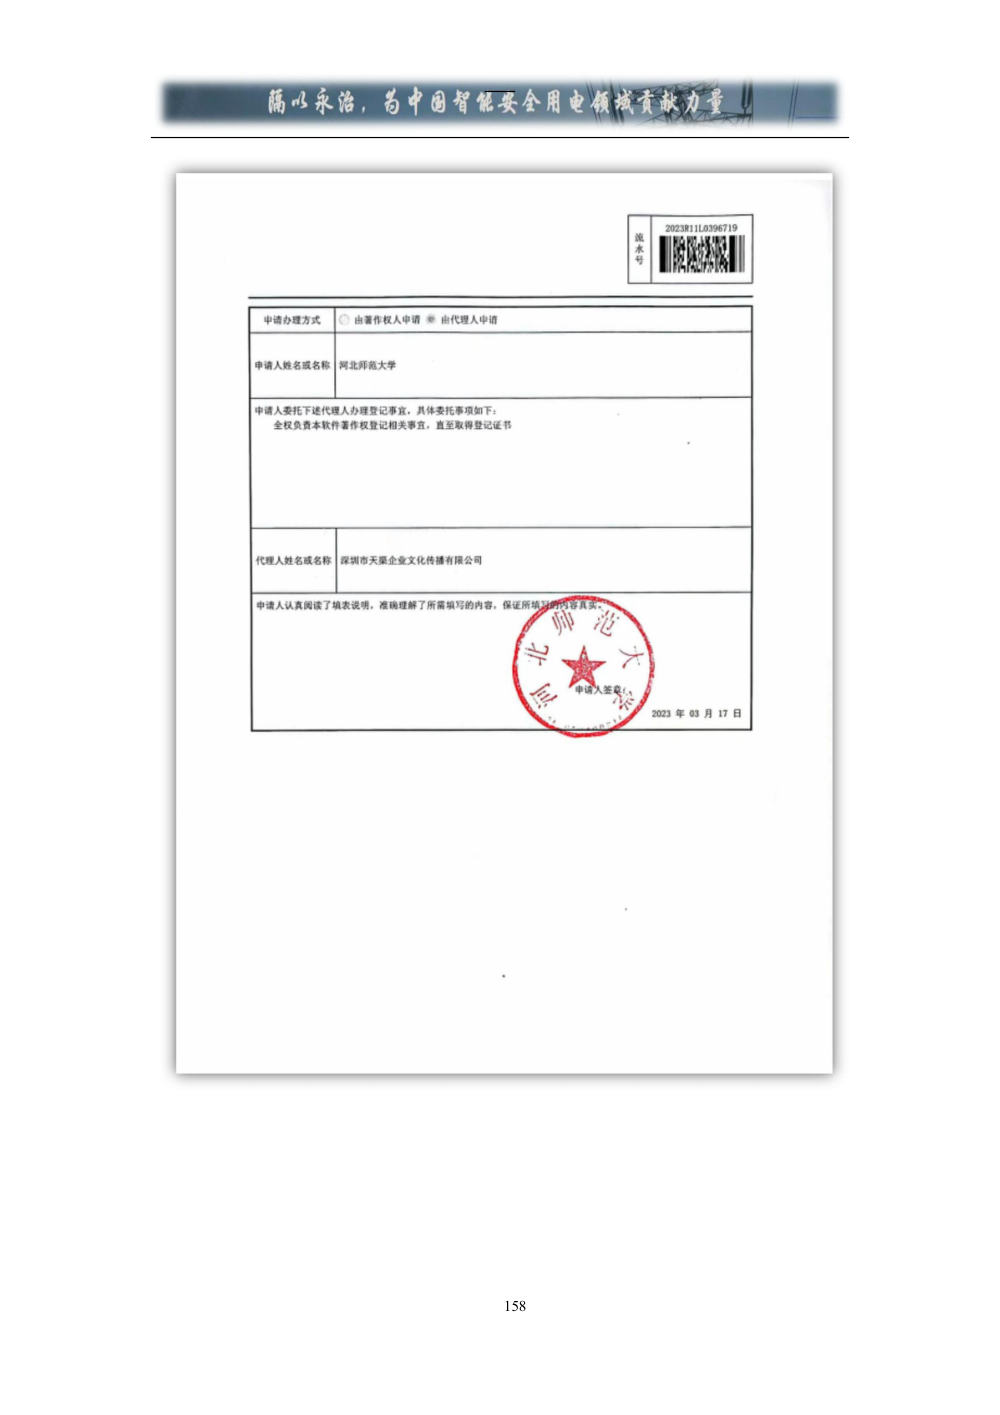 隔以永治，为中国智能安全用电领域贡献力量
流水号
2023R11L0396719
申请办理方式 由著作权人申请 由代理人申请
申请人姓名或名称 河北师范大学
申请人委托下述代理人办理登记事宜，具体委托事项如下：
全权负责本软件著作权登记相关事宜，直至取得登记证书
代理人姓名或名称 深圳市天渠企业文化传播有限公司
申请人认真阅读了填表说明，准确理解了所需填写的内容，保证所填写的内容真实。
河北师范大学
申请人签章：
2023 年 03 月 17 日
158